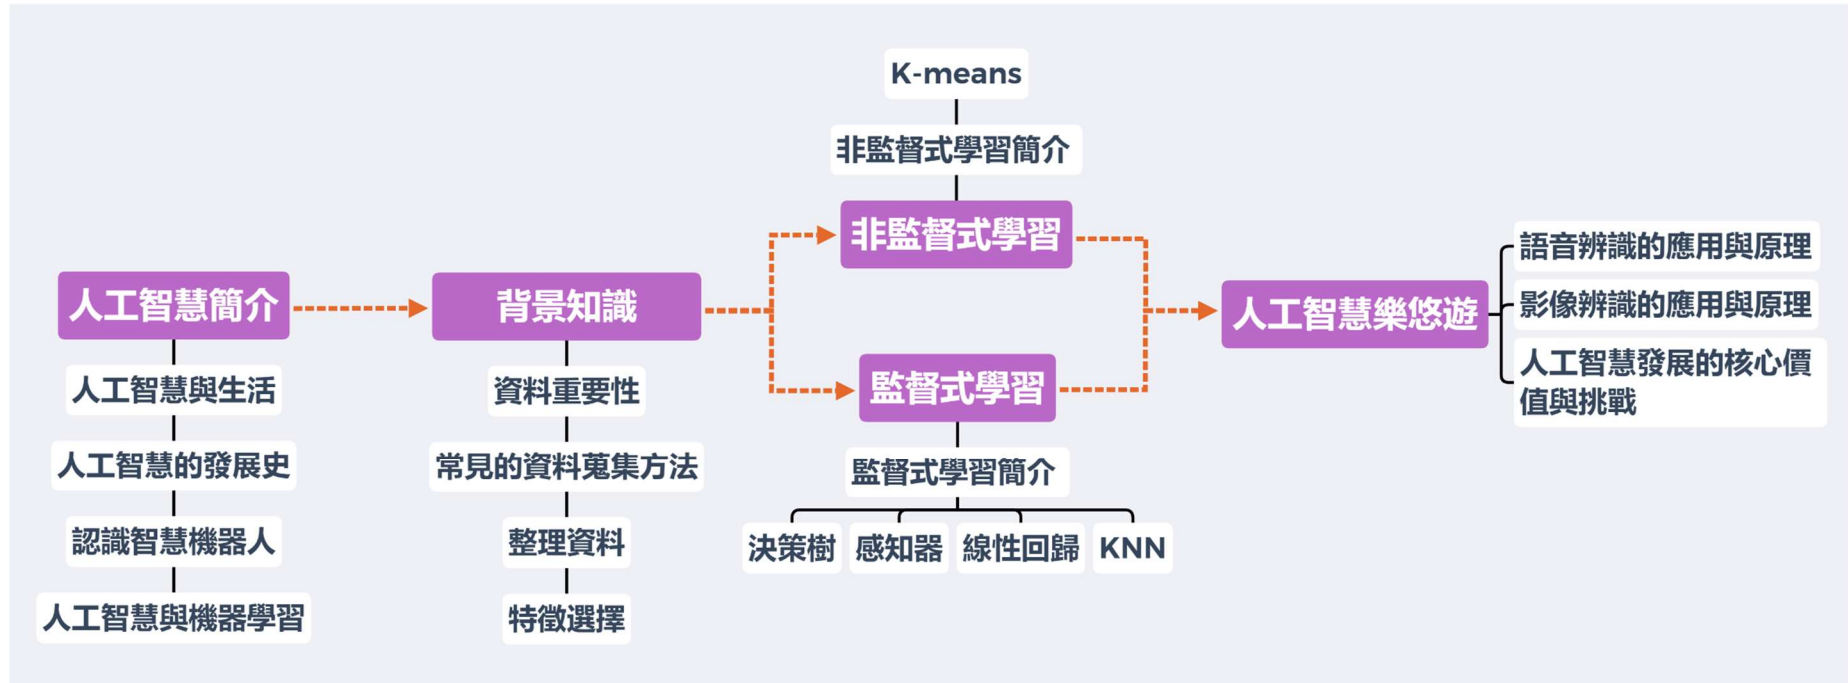 人工智慧簡介
人工智慧與生活
人工智慧的發展史
認識智慧機器人
人工智慧與機器學習
背景知識
資料重要性
常見的資料蒐集方法
整理資料
特徵選擇
K-means
非監督式學習簡介
非監督式學習
監督式學習
監督式學習簡介
決策樹
感知器
線性回歸
KNN
人工智慧樂悠遊
語音辨識的應用與原理
影像辨識的應用與原理
人工智慧發展的核心價
值與挑戰